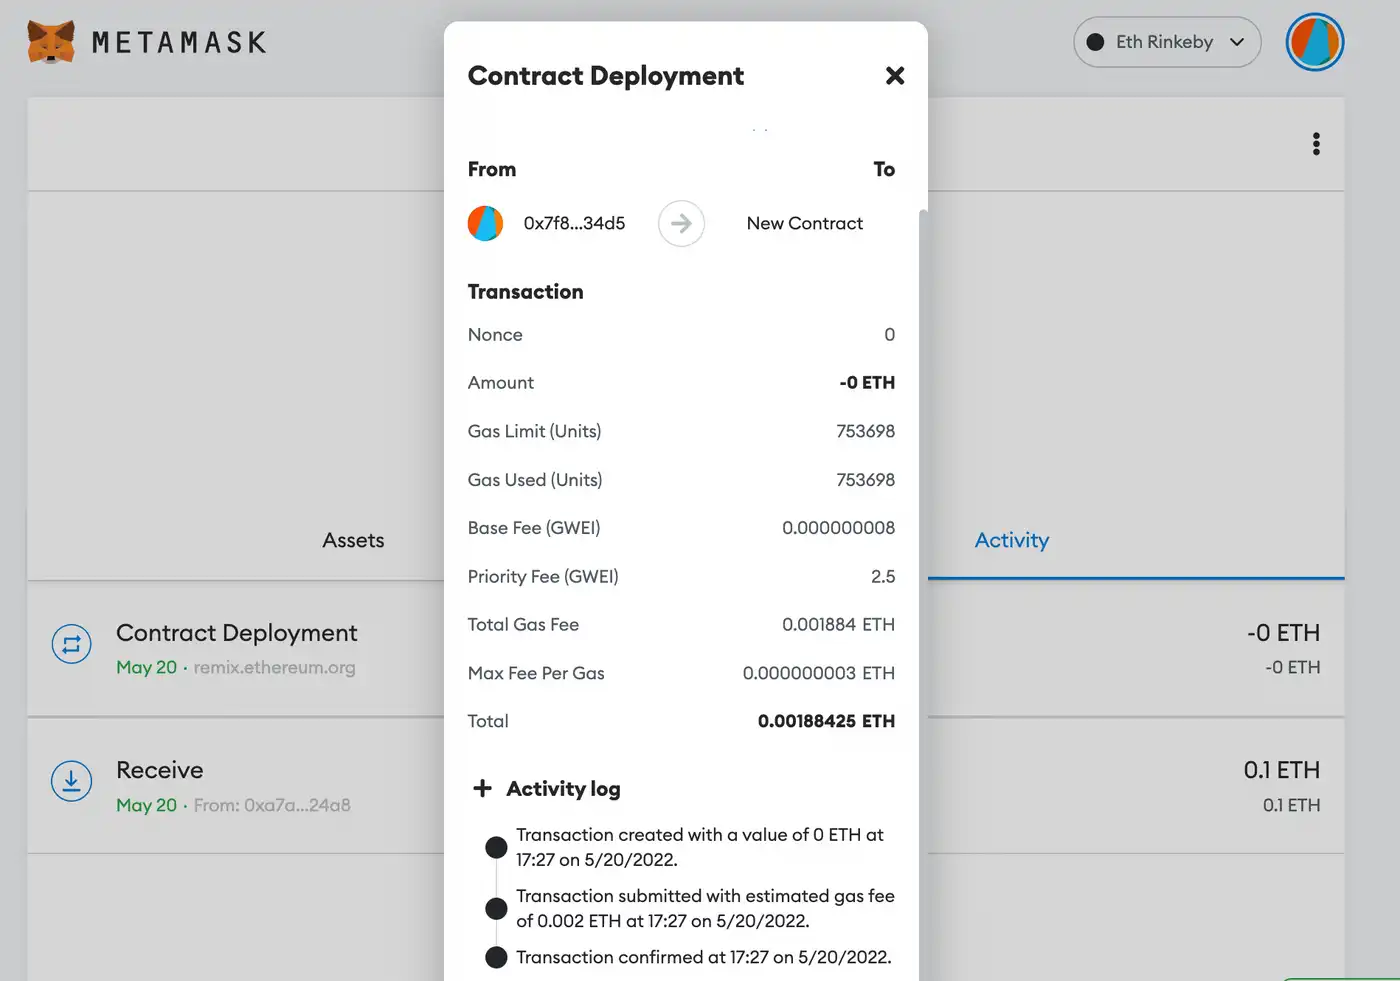 METAMASK
Eth Rinkeby
Contract Deployment
From
To
0x7f8...34d5
New Contract
Transaction
Nonce
0
Amount
-0 ETH
Gas Limit (Units)
753698
Gas Used (Units)
753698
Base Fee (GWEI)
0.000000008
Priority Fee (GWEI)
2.5
Total Gas Fee
0.001884 ETH
Max Fee Per Gas
0.000000003 ETH
Total
0.00188425 ETH
Activity log
Transaction created with a value of 0 ETH at
17:27 on 5/20/2022.
Transaction submitted with estimated gas fee
of 0.002 ETH at 17:27 on 5/20/2022.
Transaction confirmed at 17:27 on 5/20/2022.
Assets
Activity
Contract Deployment
May 20 · remix.ethereum.org
-0 ETH
-0 ETH
Receive
May 20 · From: 0xa7a...24a8
0.1 ETH
0.1 ETH